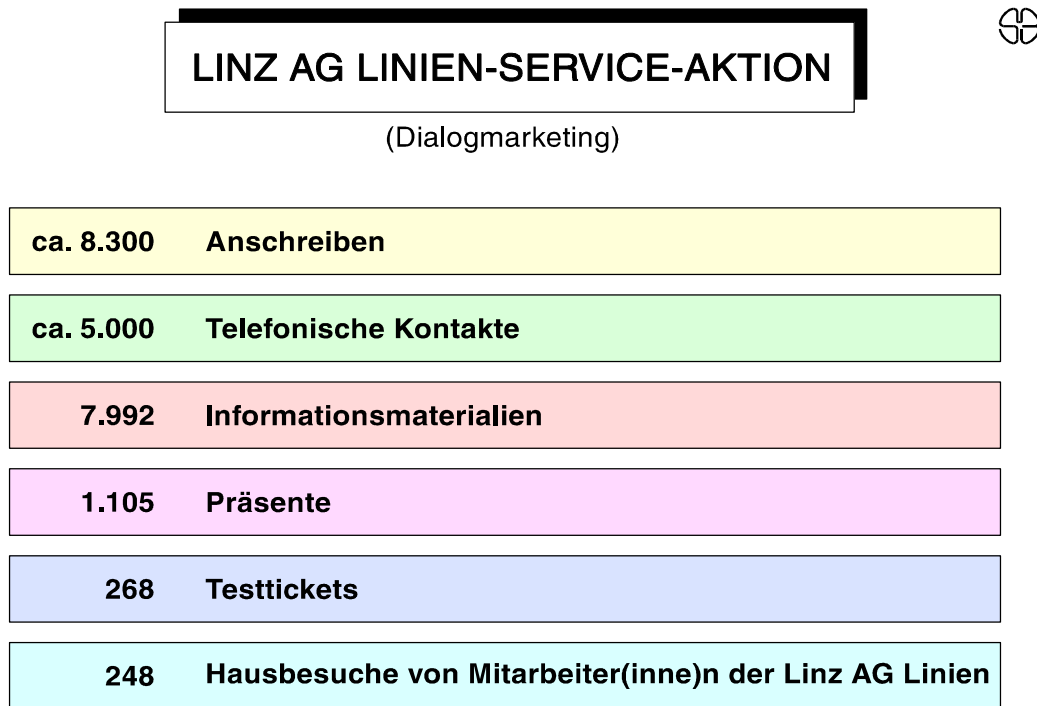 LINZ AG LINIEN-SERVICE-AKTION
(Dialogmarketing)
ca. 8.300 Anschreiben
ca. 5.000 Telefonische Kontakte
7.992 Informationsmaterialien
1.105 Präsente
268 Testtickets
248 Hausbesuche von Mitarbeiter(inne)n der Linz AG Linien